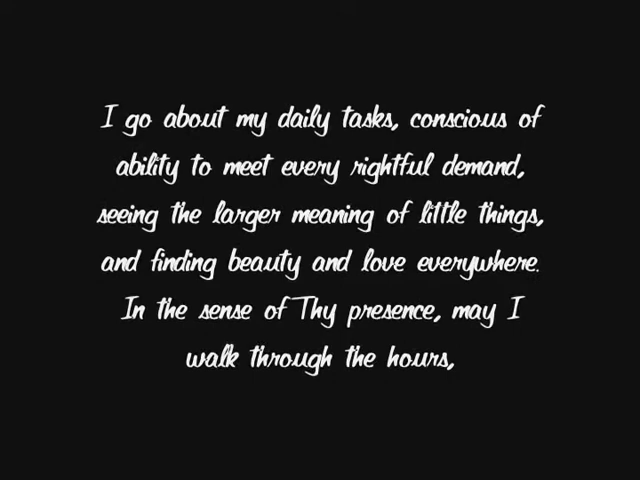 I go about my daily tasks, conscious of
ability to meet every rightful demand,
seeing the larger meaning of little things,
and finding beauty and love everywhere.
In the sense of Thy presence, may I
walk through the hours,